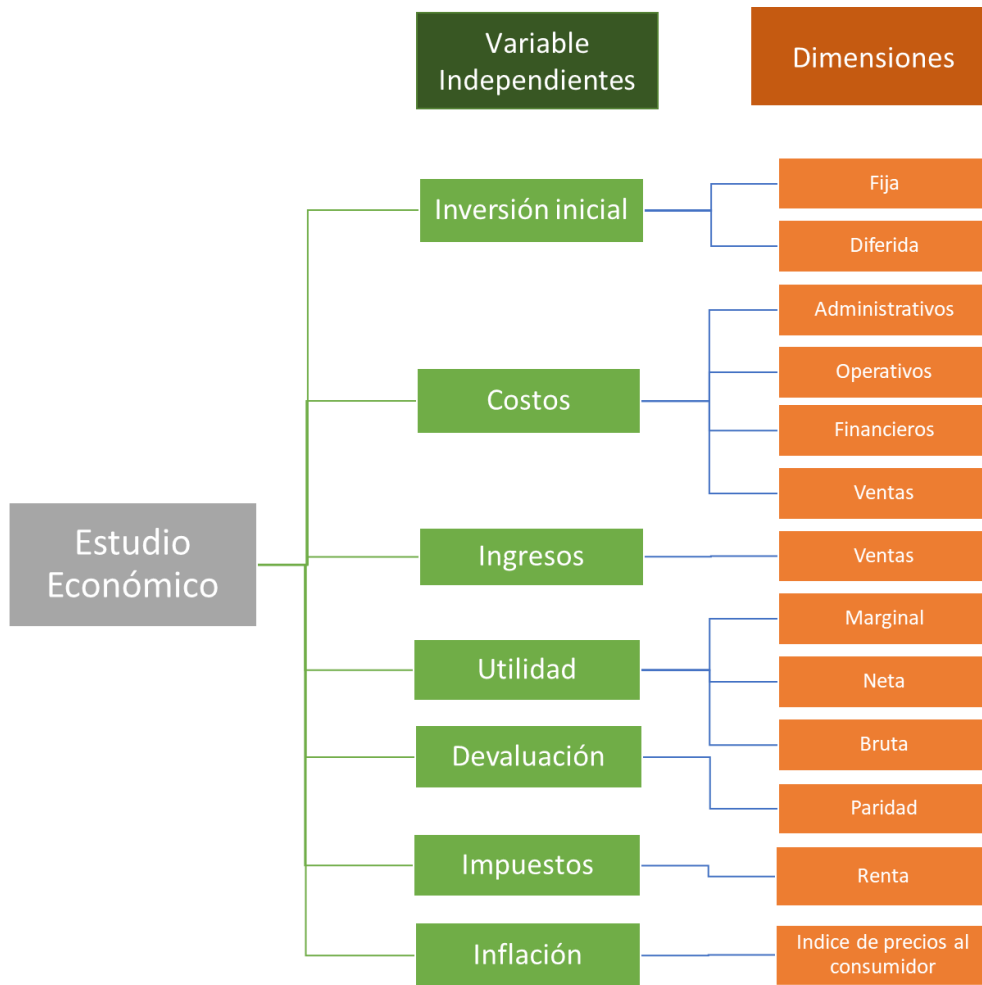 Variable
Independientes
Dimensiones
Estudio
Económico
Inversión inicial
Fija
Diferida
Costos
Administrativos
Operativos
Financieros
Ventas
Ingresos
Ventas
Utilidad
Marginal
Neta
Bruta
Devaluación
Paridad
Impuestos
Renta
Inflación
Indice de precios al
consumidor